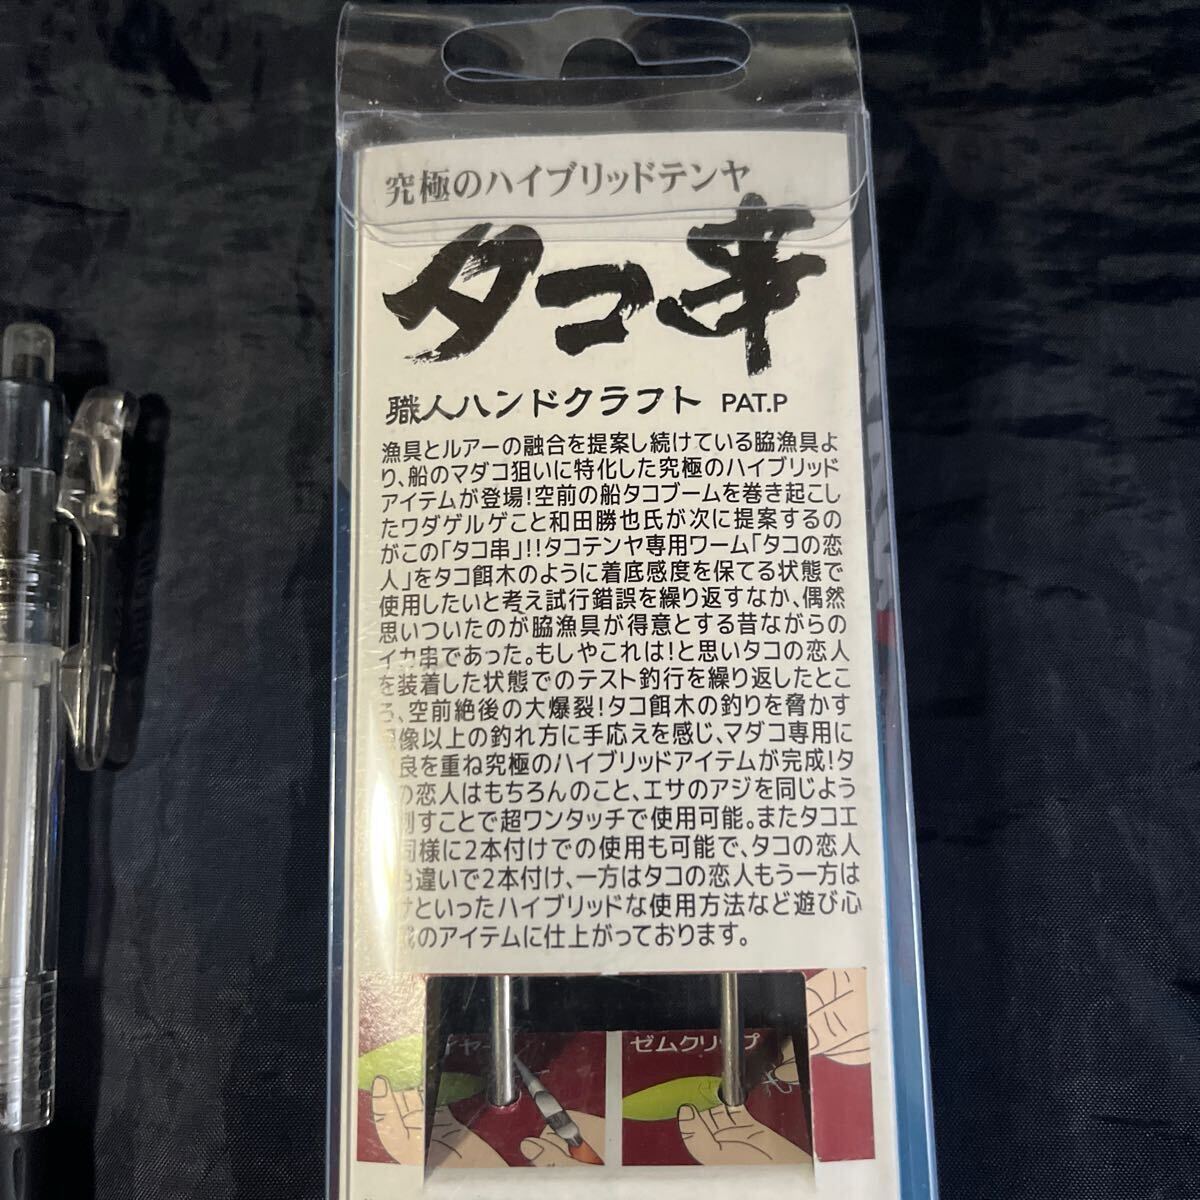 究極のハイブリッドテンヤ
タコ串
職人ハンドクラフト PAT.P
漁具とルアーの融合を提案し続けている脇漁具よ
り、船のマダコ狙いに特化した究極のハイブリッド
アイテムが登場!空前の船タコブームを巻き起こし
たワダゲルゲこと和田勝也氏が次に提案するの
がこの「タコ串」!!タコテンヤ専用ワーム「タコの恋
人」をタコ餌木のように着底感度を保てる状態で
使用したいと考え試行錯誤を繰り返すなか、偶然
思いついたのが脇漁具が得意とする昔ながらの
イカ串であった。もしやこれは!と思いタコの恋人
を装着した状態でのテスト釣行を繰り返したとこ
ろ、空前絶後の大爆裂!タコ餌木の釣りを脅かす
像以上の釣れ方に手応えを感じ、マダコ専用に
良を重ね究極のハイブリッドアイテムが完成!タ
の恋人はもちろんのこと、エサのアジを同じよう
刺すことで超ワンタッチで使用可能。またタコエ
同様に2本付けでの使用も可能で、タコの恋人
色違いで2本付け、一方はタコの恋人もう一方は
けといったハイブリッドな使用方法など遊び心
のアイテムに仕上がっております。
イヤー
ゼムクリップ